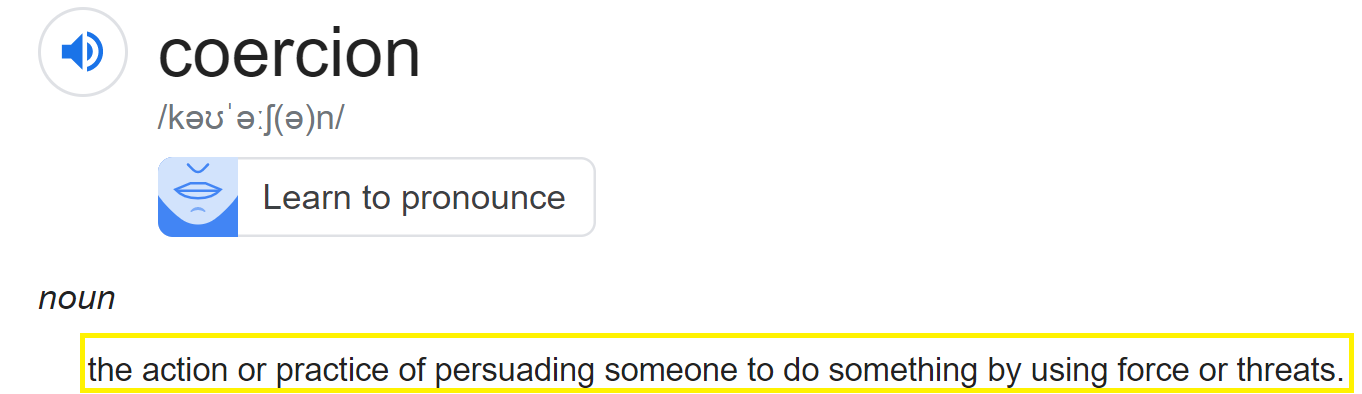 coercion
/kəʊˈəːʃ(ə)n/
Learn to pronounce
noun
the action or practice of persuading someone to do something by using force or threats.